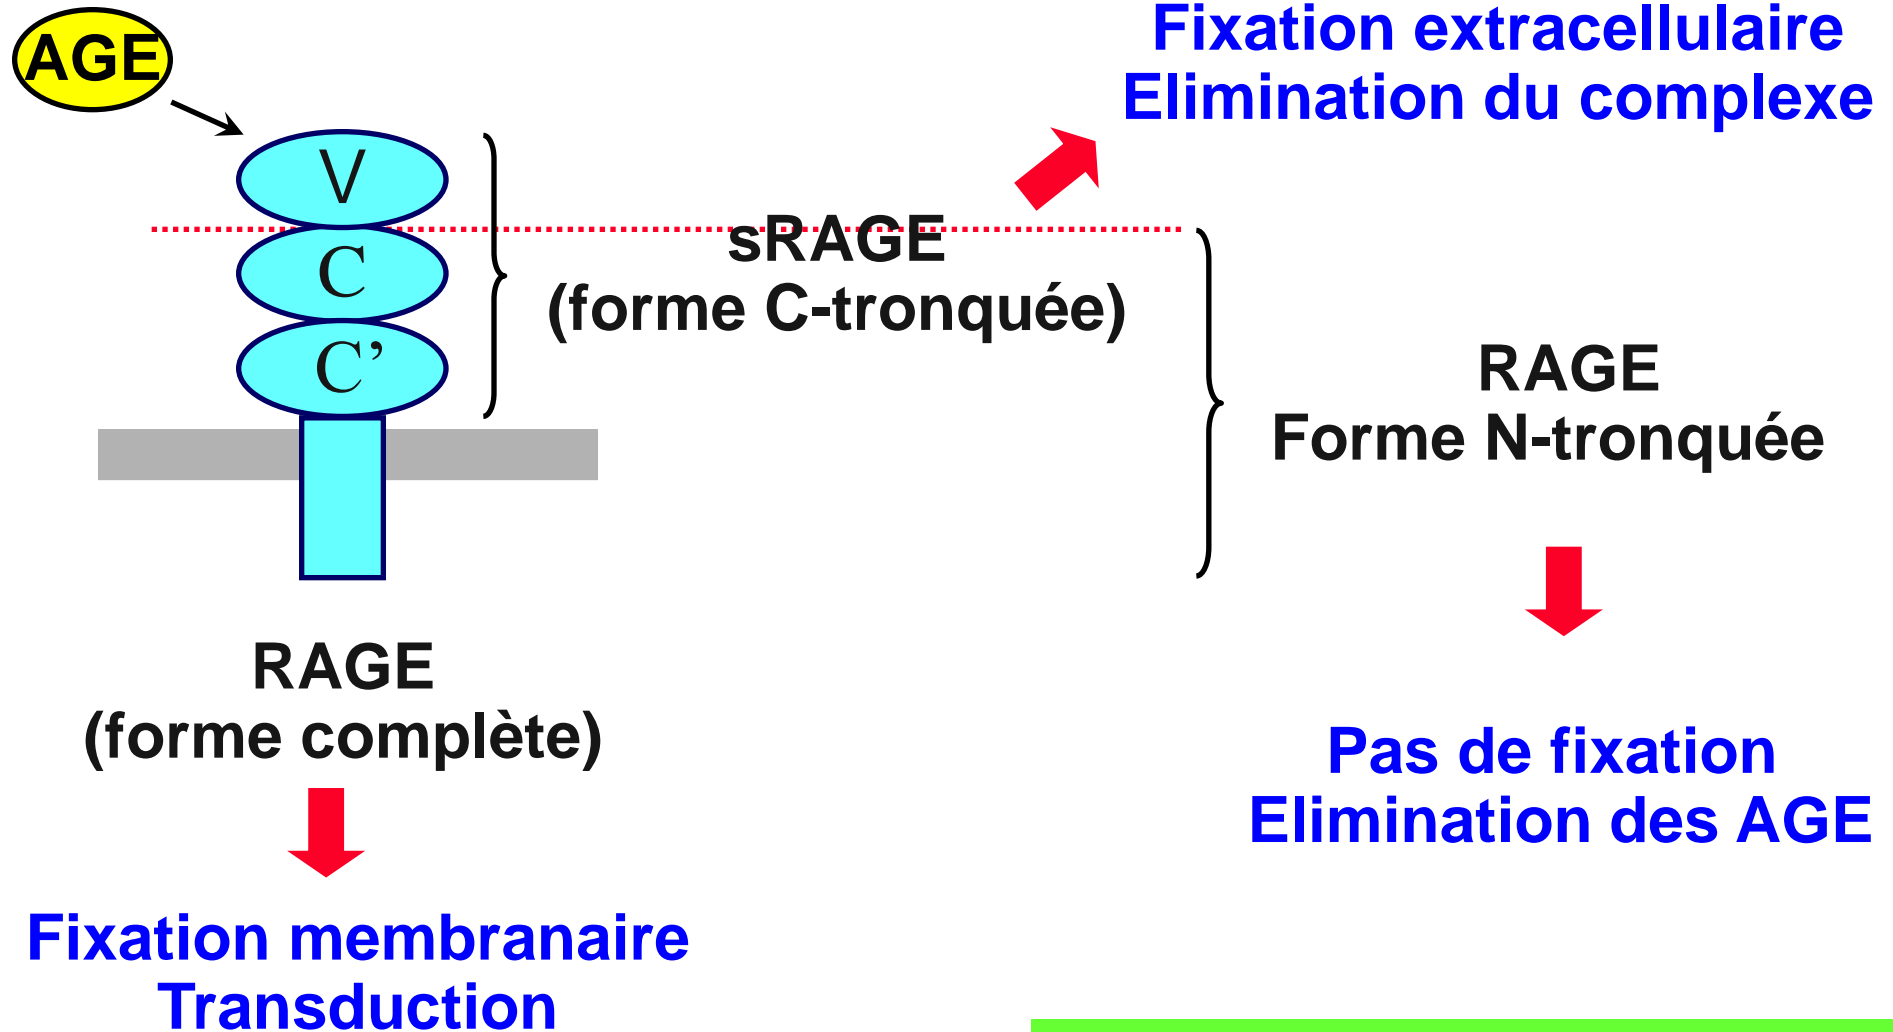 AGE
V
C
C’
sRAGE
(forme C-tronquée)
Fixation extracellulaire
Elimination du complexe
RAGE
Forme N-tronquée
Pas de fixation
Elimination des AGE
RAGE
(forme complète)
Fixation membranaire
Transduction